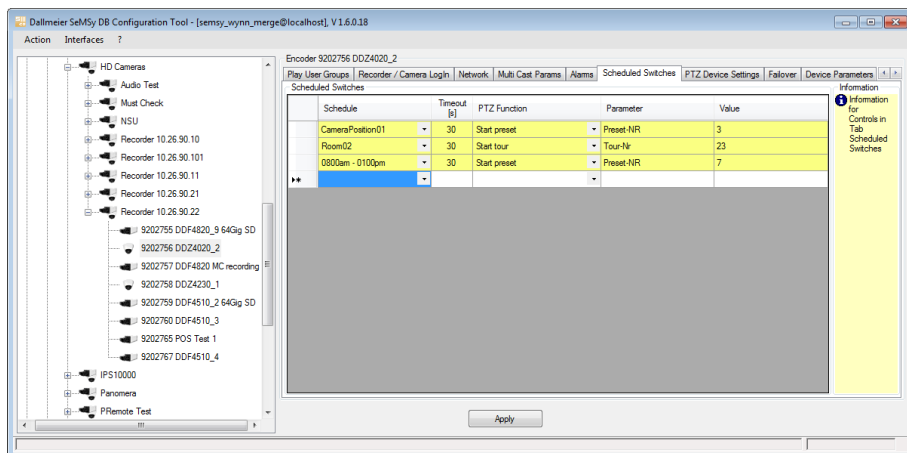 Dallmeier SeMSy DB Configuration Tool - [semsy_wynn_merge@localhost], V 1.6.0.18
Action Interfaces ?
HD Cameras
Audio Test
Must Check
NSU
Recorder 10.26.90.10
Recorder 10.26.90.101
Recorder 10.26.90.11
Recorder 10.26.90.21
Recorder 10.26.90.22
9202755 DDF4820_9 64Gig SD
9202756 DDZ4020_2
9202757 DDF4820 MC recording
9202758 DDZ4230_1
9202759 DDF4510_2 64Gig SD
9202760 DDF4510_3
9202765 POS Test 1
9202767 DDF4510_4
IPS10000
Panomera
PRemote Test
Encoder 9202756 DDZ4020_2
Play User Groups Recorder / Camera LogIn Network Multi Cast Params Alarms Scheduled Switches PTZ Device Settings Failover Device Parameters
Scheduled Switches
Schedule Timeout [s] PTZ Function Parameter Value
CameraPosition01 30 Start preset Preset-NR 3
Room02 30 Start tour Tour-Nr 23
0800am - 0100pm 30 Start preset Preset-NR 7
Information
Information
for
Controls in
Tab
Scheduled
Switches
Apply